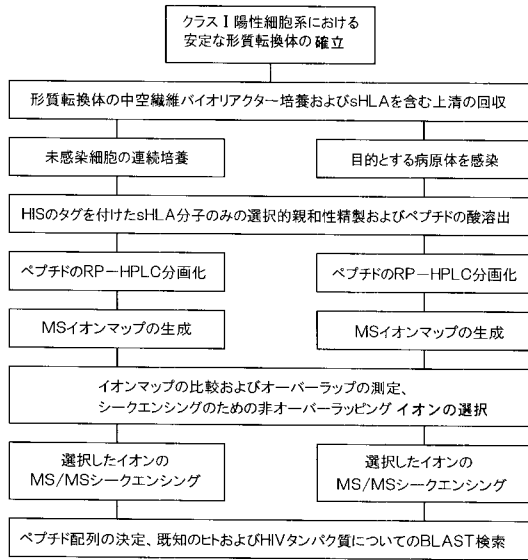 クラスⅠ陽性細胞系における
安定な形質転換体の確立
形質転換体の中空繊維バイオリアクター培養およびsHLAを含む上清の回収
未感染細胞の連続培養
目的とする病原体を感染
HISのタグを付けたsHLA分子のみの選択的親和性精製およびペプチドの酸溶出
ペプチドのRP－HPLC分画化
ペプチドのRP－HPLC分画化
MSイオンマップの生成
MSイオンマップの生成
イオンマップの比較およびオーバーラップの測定、
シークエンシングのための非オーバーラッピング イオンの選択
選択したイオンの
MS/MSシークエンシング
選択したイオンの
MS/MSシークエンシング
ペプチド配列の決定、既知のヒトおよびHIVタンパク質についてのBLAST検索